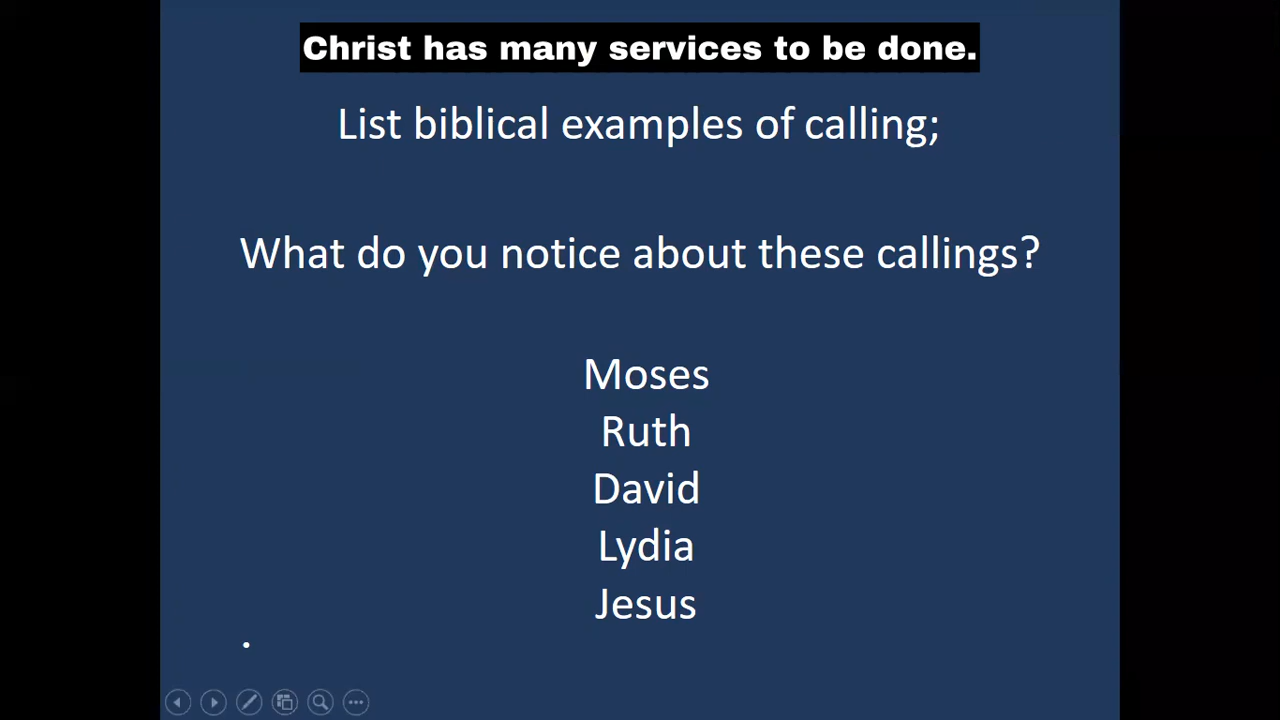 Christ has many services to be done.
List biblical examples of calling;
What do you notice about these callings?
Moses
Ruth
David
Lydia
Jesus
.